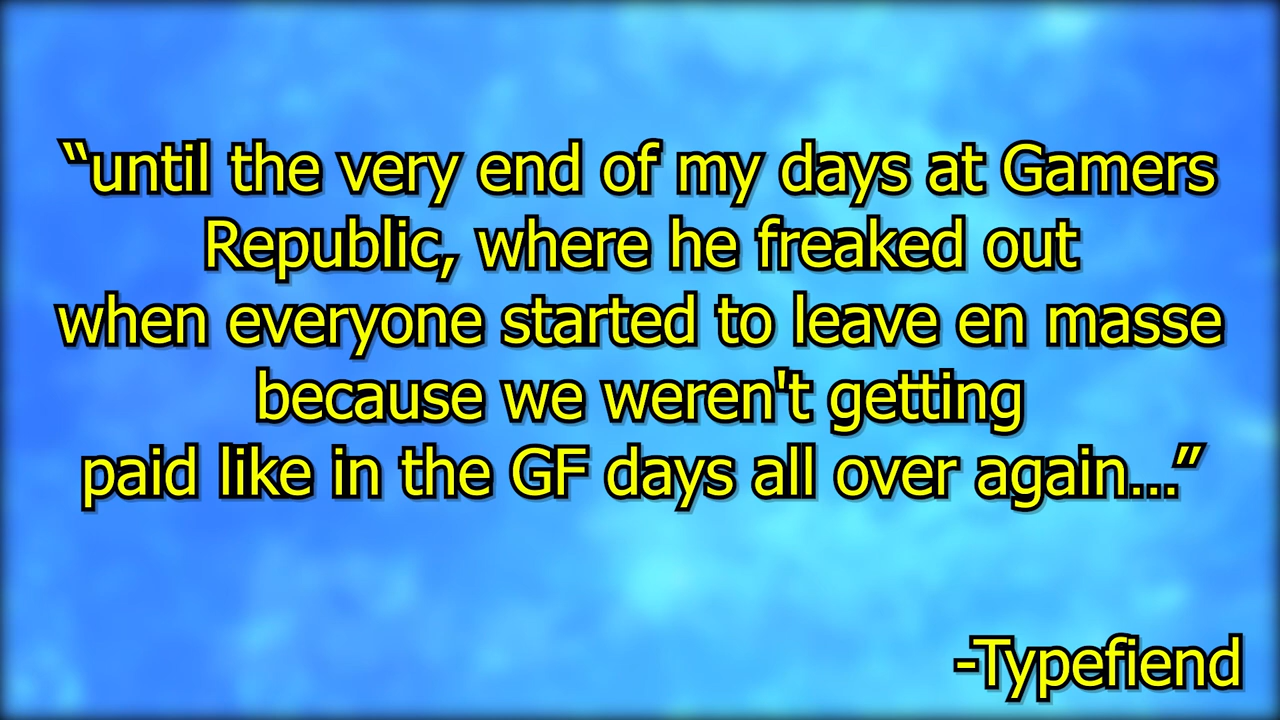 “until the very end of my days at Gamers
Republic, where he freaked out
when everyone started to leave en masse
because we weren't getting
paid like in the GF days all over again...”
-Typefiend